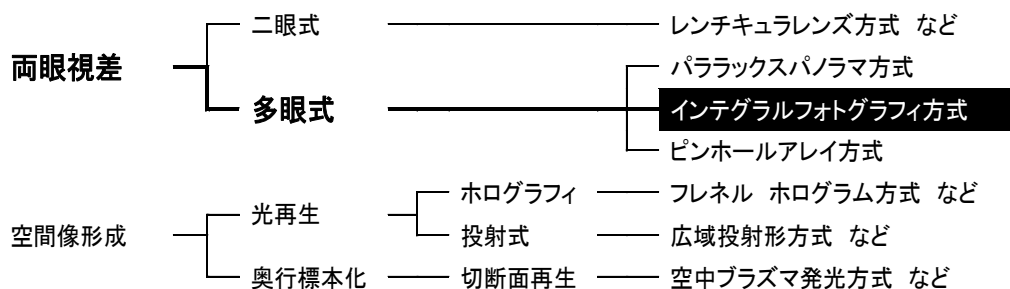 二眼式 レンチキュラレンズ方式 など
両眼視差 パララックスパノラマ方式
多眼式 インテグラルフォトグラフィ方式
ピンホールアレイ方式
ホログラフィ フレネル ホログラム方式 など
光再生
空間像形成 投射式 広域投射形方式 など
奥行標本化 切断面再生 空中プラズマ発光方式 など